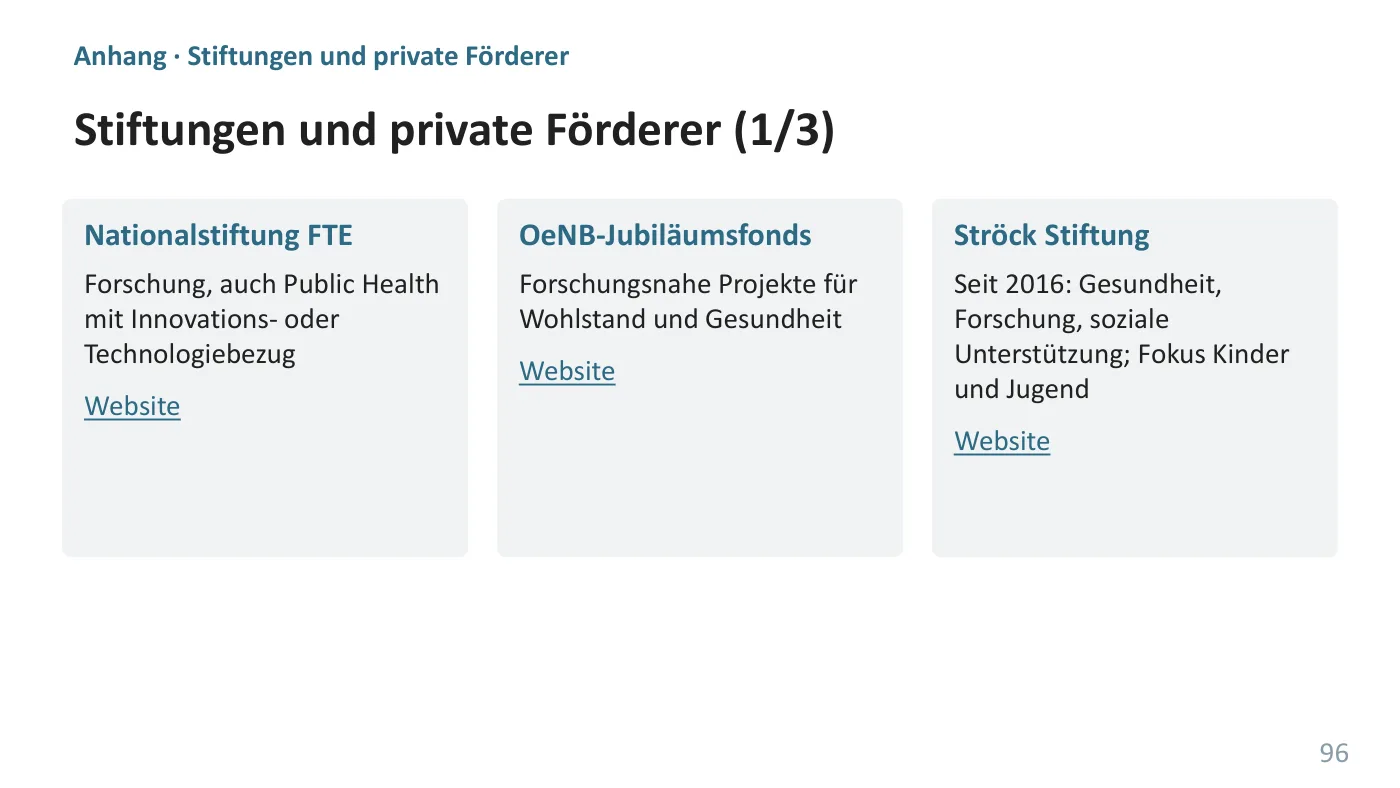 Anhang · Stiftungen und private Förderer
Stiftungen und private Förderer (1/3)
Nationalstiftung FTE
Forschung, auch Public Health
mit Innovations- oder
Technologiebezug
Website
OeNB-Jubiläumsfonds
Forschungsnahe Projekte für
Wohlstand und Gesundheit
Website
Ströck Stiftung
Seit 2016: Gesundheit,
Forschung, soziale
Unterstützung; Fokus Kinder
und Jugend
Website
96